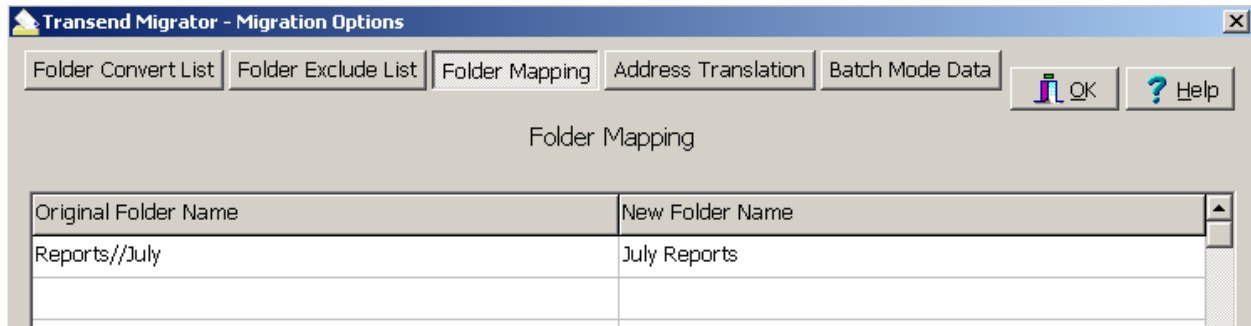 Transend Migrator - Migration Options
Folder Convert List Folder Exclude List Folder Mapping Address Translation Batch Mode Data OK Help
Folder Mapping
Original Folder Name New Folder Name
Reports//July July Reports